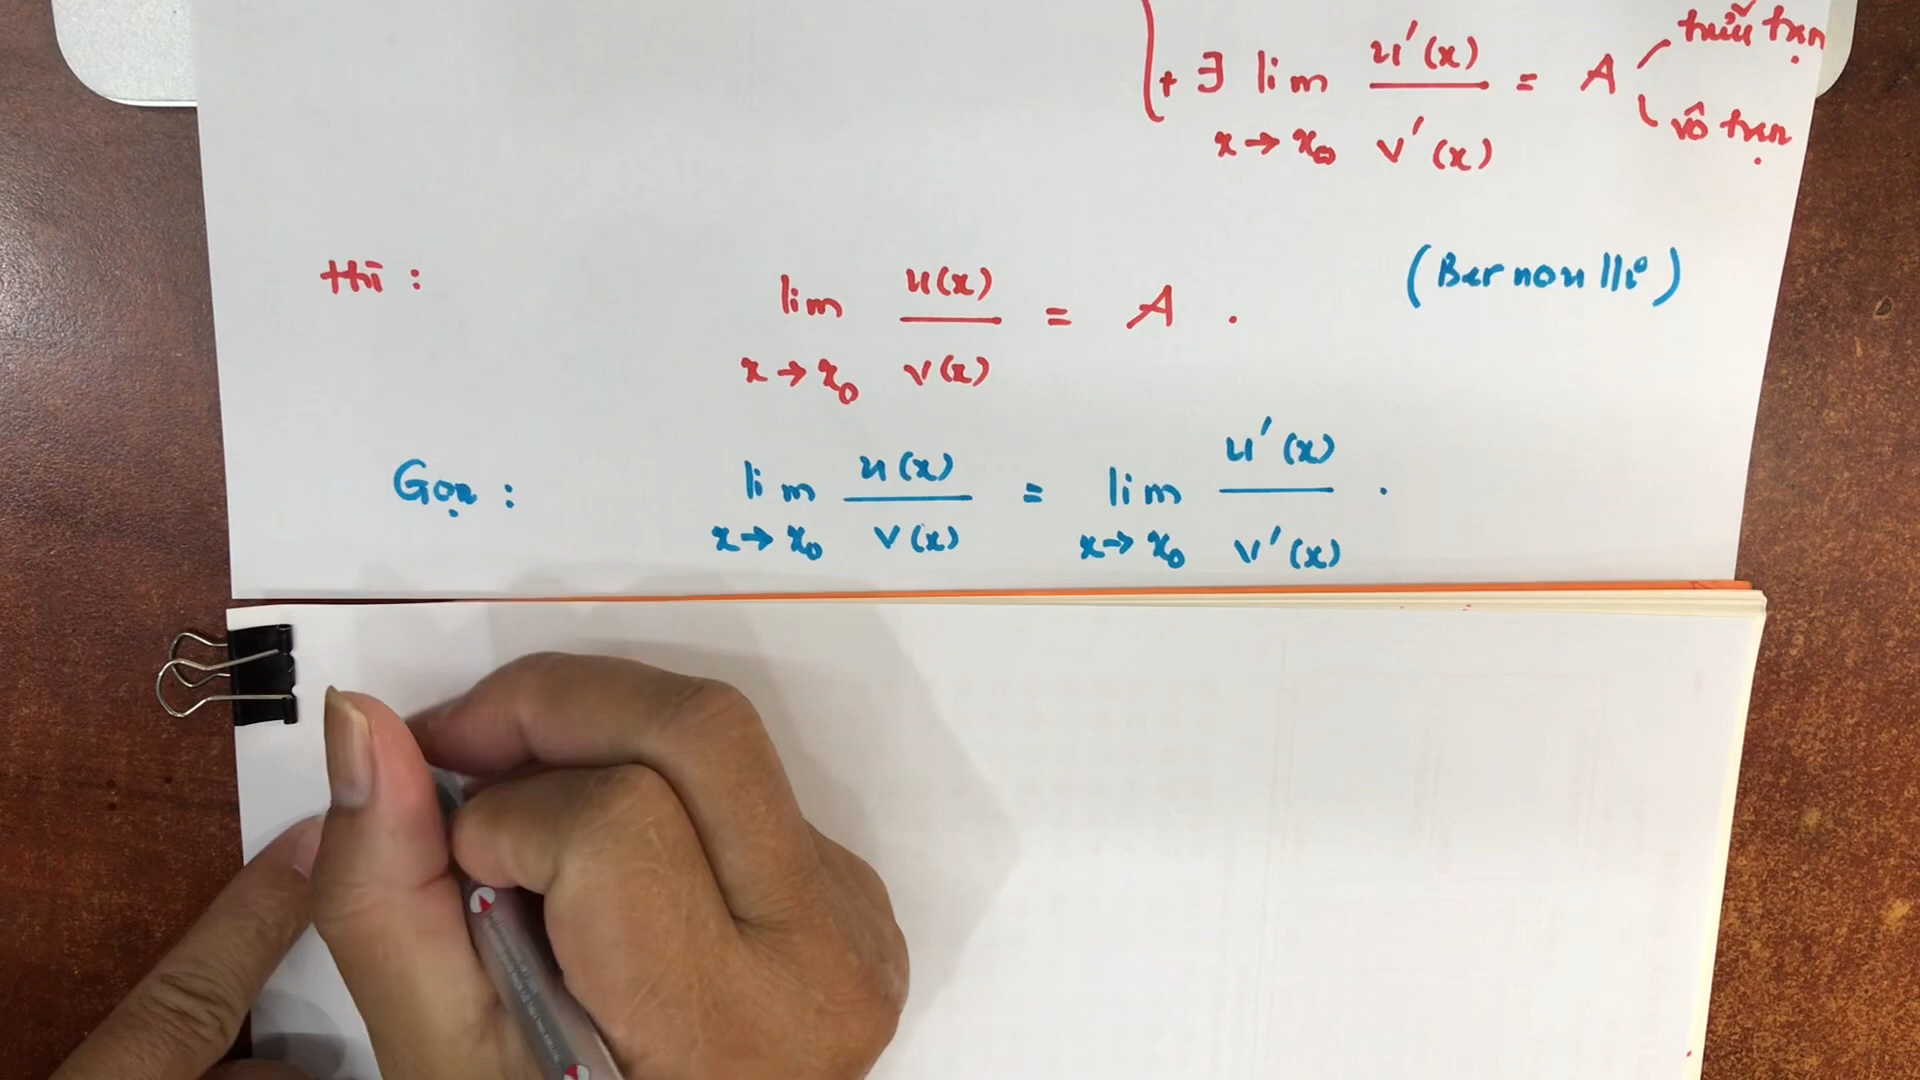 + ∃ lim u'(x) / v'(x) = A hữu hạn
x → x₀ vô hạn
thì : lim u(x) / v(x) = A . (Bernoulli)
x → x₀
Gọn : lim u(x) / v(x) = lim u'(x) / v'(x) .
x → x₀ x → x₀